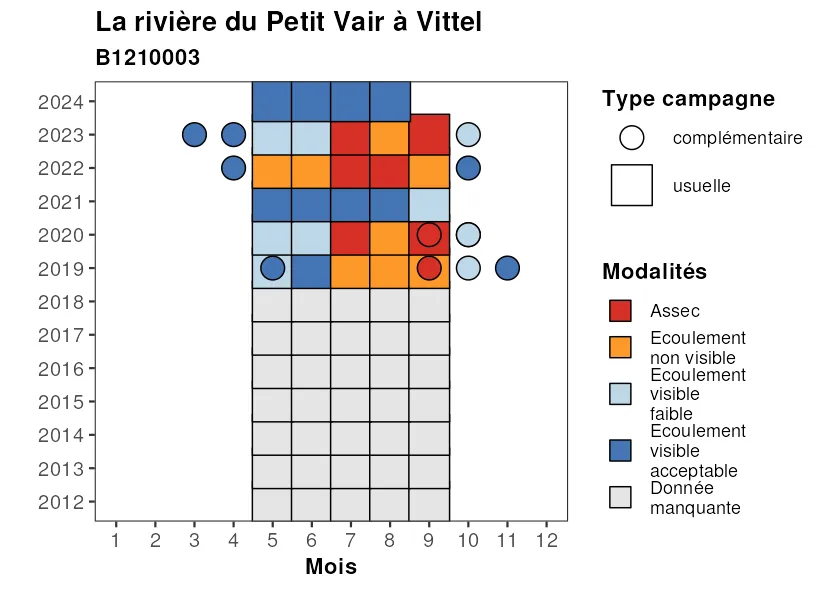 La rivière du Petit Vair à Vittel
B1210003
2024
2023
2022
2021
2020
2019
2018
2017
2016
2015
2014
2013
2012
1 2 3 4 5 6 7 8 9 10 11 12
Mois
Type campagne
complémentaire
usuelle
Modalités
Assec
Ecoulement
non visible
Ecoulement
visible
faible
Ecoulement
visible
acceptable
Donnée
manquante